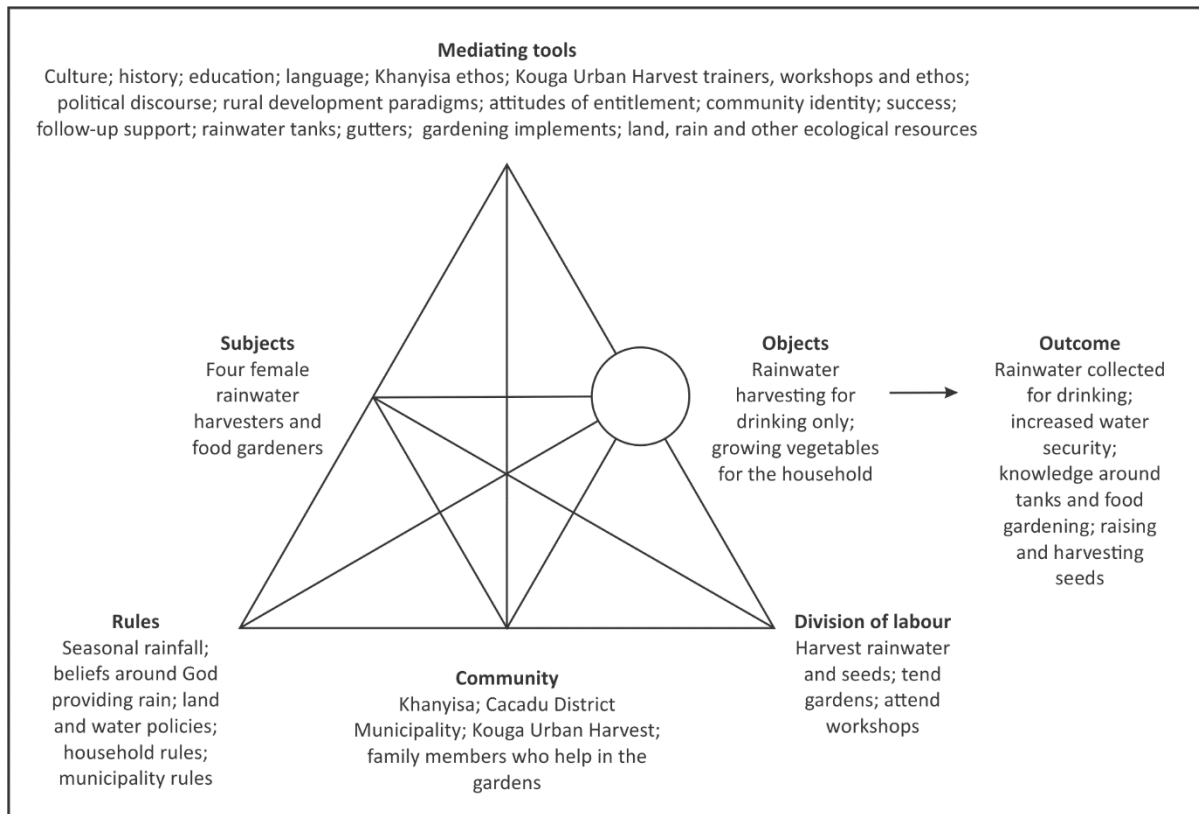 Mediating tools
Culture; history; education; language; Khanyisa ethos; Kouga Urban Harvest trainers, workshops and ethos;
political discourse; rural development paradigms; attitudes of entitlement; community identity; success;
follow-up support; rainwater tanks; gutters; gardening implements; land, rain and other ecological resources
Subjects
Four female
rainwater
harvesters and
food gardeners
Objects
Rainwater
harvesting for
drinking only;
growing vegetables
for the household
Outcome
Rainwater collected
for drinking;
increased water
security;
knowledge around
tanks and food
gardening; raising
and harvesting
seeds
Rules
Seasonal rainfall;
beliefs around God
providing rain; land
and water policies;
household rules;
municipality rules
Community
Khanyisa; Cacadu District
Municipality; Kouga Urban Harvest;
family members who help in the
gardens
Division of labour
Harvest rainwater
and seeds; tend
gardens; attend
workshops